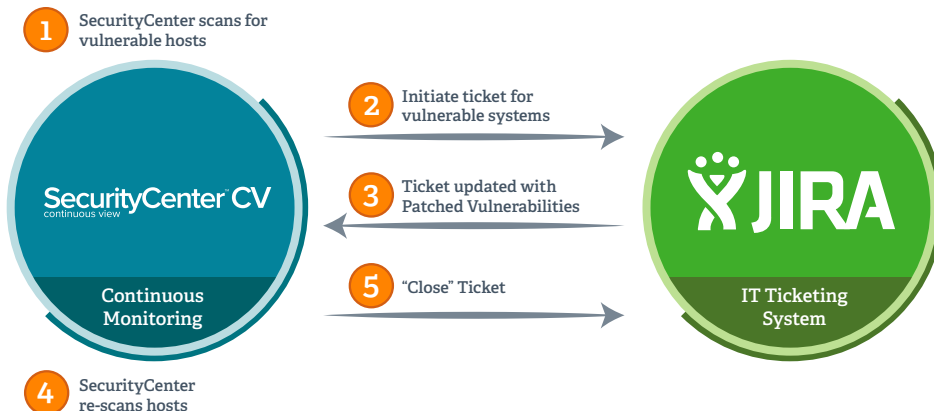 1
SecurityCenter scans for
vulnerable hosts
2
Initiate ticket for
vulnerable systems
SecurityCenter™ CV
continuous view
3
Ticket updated with
Patched Vulnerabilities
JIRA
5
“Close” Ticket
Continuous
Monitoring
IT Ticketing
System
4
SecurityCenter
re-scans hosts